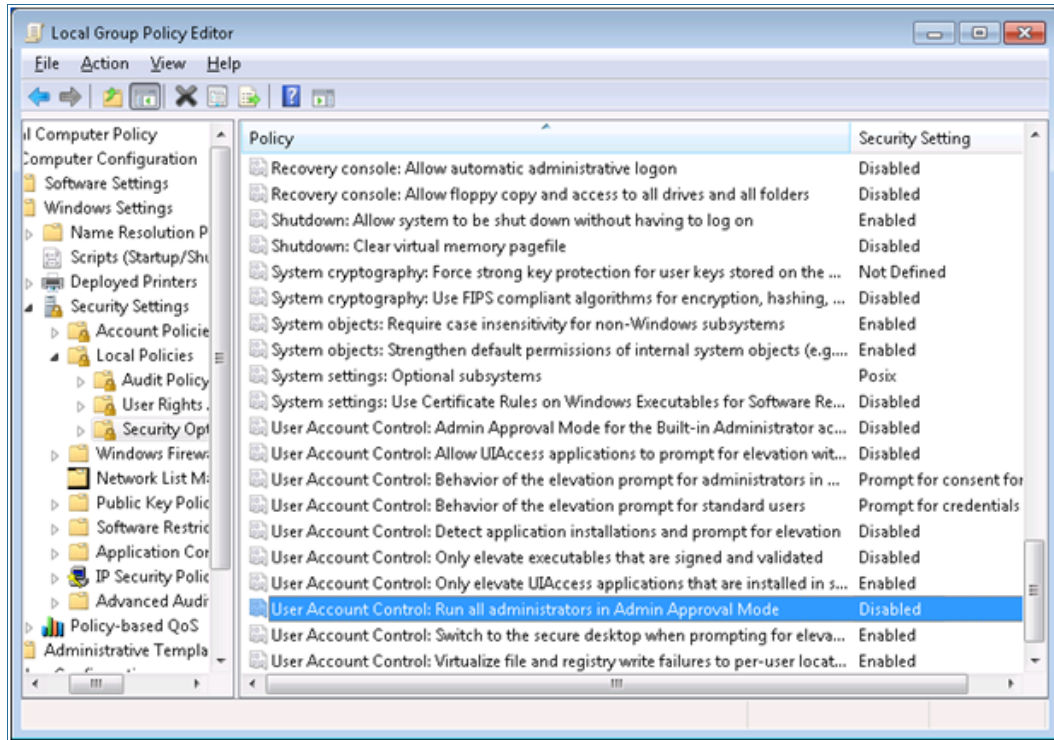 Local Group Policy Editor
File Action View Help
l Computer Policy
Computer Configuration
Software Settings
Windows Settings
Name Resolution P
Scripts (Startup/Shu
Deployed Printers
Security Settings
Account Policie
Local Policies
Audit Policy
User Rights .
Security Opt
Windows Firew
Network List Ma
Public Key Polic
Software Restric
Application Cor
IP Security Polic
Advanced Audir
Policy-based QoS
Administrative Templa
Policy Security Setting
Recovery console: Allow automatic administrative logon Disabled
Recovery console: Allow floppy copy and access to all drives and all folders Disabled
Shutdown: Allow system to be shut down without having to log on Enabled
Shutdown: Clear virtual memory pagefile Disabled
System cryptography: Force strong key protection for user keys stored on the ... Not Defined
System cryptography: Use FIPS compliant algorithms for encryption, hashing, ... Disabled
System objects: Require case insensitivity for non-Windows subsystems Enabled
System objects: Strengthen default permissions of internal system objects (e.g.... Enabled
System settings: Optional subsystems Posix
System settings: Use Certificate Rules on Windows Executables for Software Re... Disabled
User Account Control: Admin Approval Mode for the Built-in Administrator ac... Disabled
User Account Control: Allow UIAccess applications to prompt for elevation wit... Disabled
User Account Control: Behavior of the elevation prompt for administrators in ... Prompt for consent for
User Account Control: Behavior of the elevation prompt for standard users Prompt for credentials
User Account Control: Detect application installations and prompt for elevation Disabled
User Account Control: Only elevate executables that are signed and validated Disabled
User Account Control: Only elevate UIAccess applications that are installed in s... Enabled
User Account Control: Run all administrators in Admin Approval Mode Disabled
User Account Control: Switch to the secure desktop when prompting for eleva... Enabled
User Account Control: Virtualize file and registry write failures to per-user locat... Enabled